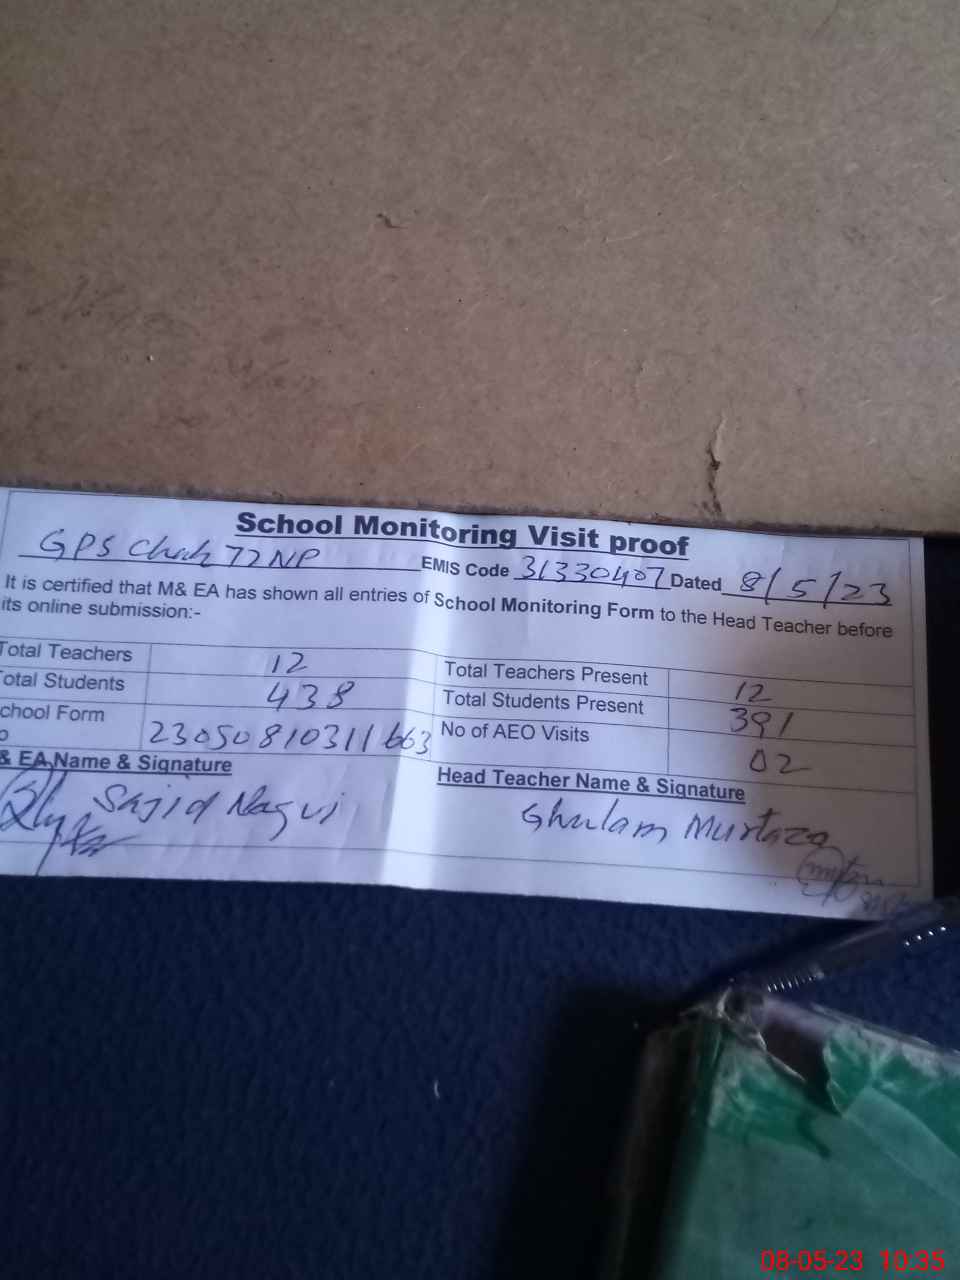 School Monitoring Visit proof
GPS Chak 72 NP EMIS Code 31330407 Dated 8/5/23
It is certified that M& EA has shown all entries of School Monitoring Form to the Head Teacher before
its online submission:-
Total Teachers 12 Total Teachers Present 12
Total Students 438 Total Students Present 391
chool Form
o 23050810311663 No of AEO Visits 02
& EA Name & Signature Head Teacher Name & Signature
Sajid Naqvi Ghulam Murtaza
08-05-23 10:35